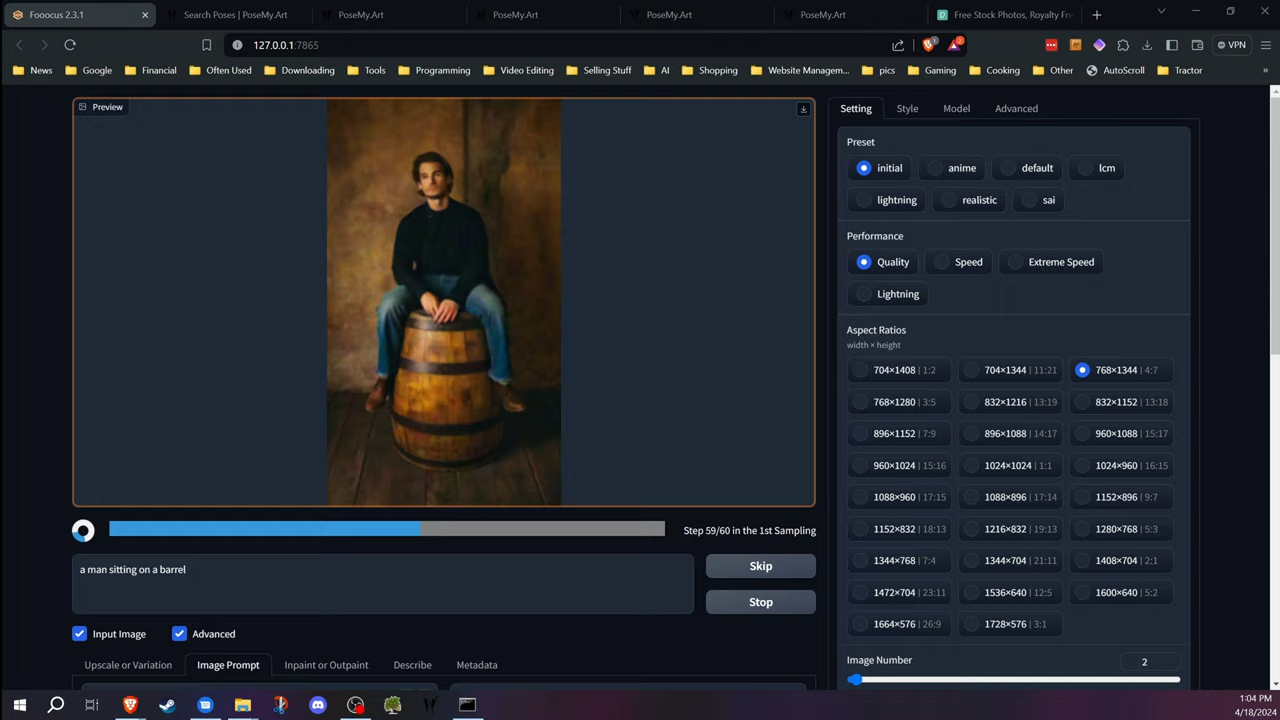 Fooocus 2.3.1
Search Poses | PoseMy.Art
PoseMy.Art
PoseMy.Art
PoseMy.Art
PoseMy.Art
Free Stock Photos, Royalty Fre
127.0.0.1:7865
1
2
VPN
News
Google
Financial
Often Used
Downloading
Tools
Programming
Video Editing
Selling Stuff
AI
Shopping
Website Managem...
pics
Gaming
Cooking
Other
AutoScroll
Tractor
Preview
Setting
Style
Model
Advanced
Preset
initial
anime
default
lcm
lightning
realistic
sai
Performance
Quality
Speed
Extreme Speed
Lightning
Aspect Ratios
width × height
704×1408 | 1:2
704×1344 | 11:21
768×1344 | 4:7
768×1280 | 3:5
832×1216 | 13:19
832×1152 | 13:18
896×1152 | 7:9
896×1088 | 14:17
960×1088 | 15:17
960×1024 | 15:16
1024×1024 | 1:1
1024×960 | 16:15
1088×960 | 17:15
1088×896 | 17:14
1152×896 | 9:7
1152×832 | 18:13
1216×832 | 19:13
1280×768 | 5:3
1344×768 | 7:4
1344×704 | 21:11
1408×704 | 2:1
1472×704 | 23:11
1536×640 | 12:5
1600×640 | 5:2
1664×576 | 26:9
1728×576 | 3:1
Image Number
2
Step 59/60 in the 1st Sampling
a man sitting on a barrel
Skip
Stop
Input Image
Advanced
Upscale or Variation
Image Prompt
Inpaint or Outpaint
Describe
Metadata
1:04 PM
4/18/2024